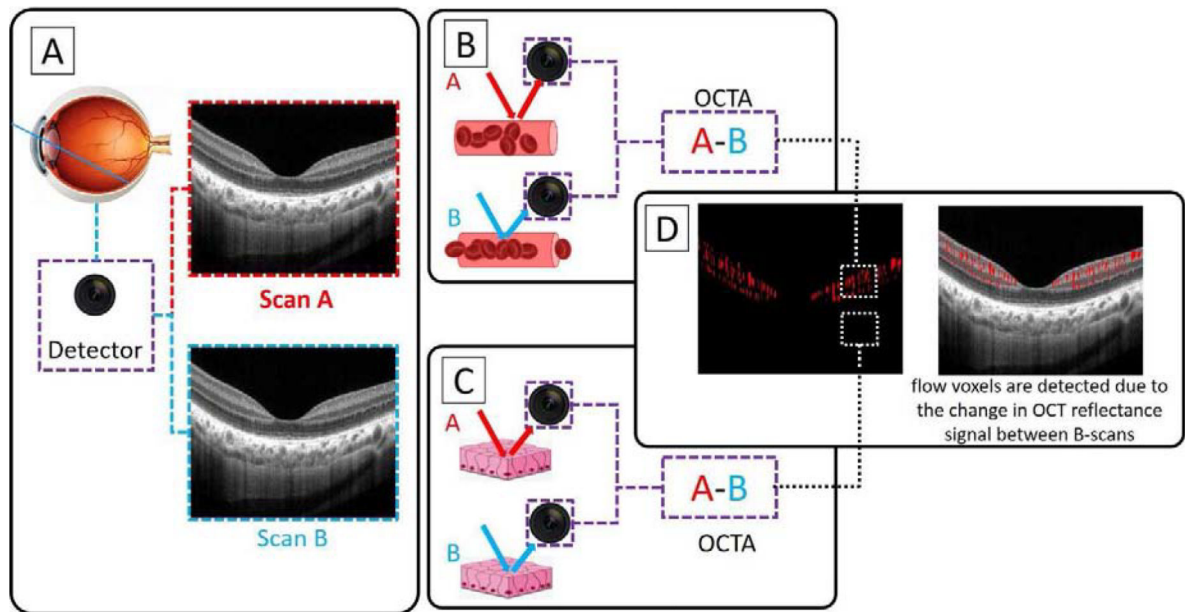 A
Detector
Scan A
Scan B
B
A
B
OCTA
A-B
C
A
B
A-B
OCTA
D
flow voxels are detected due to
the change in OCT reflectance
signal between B-scans